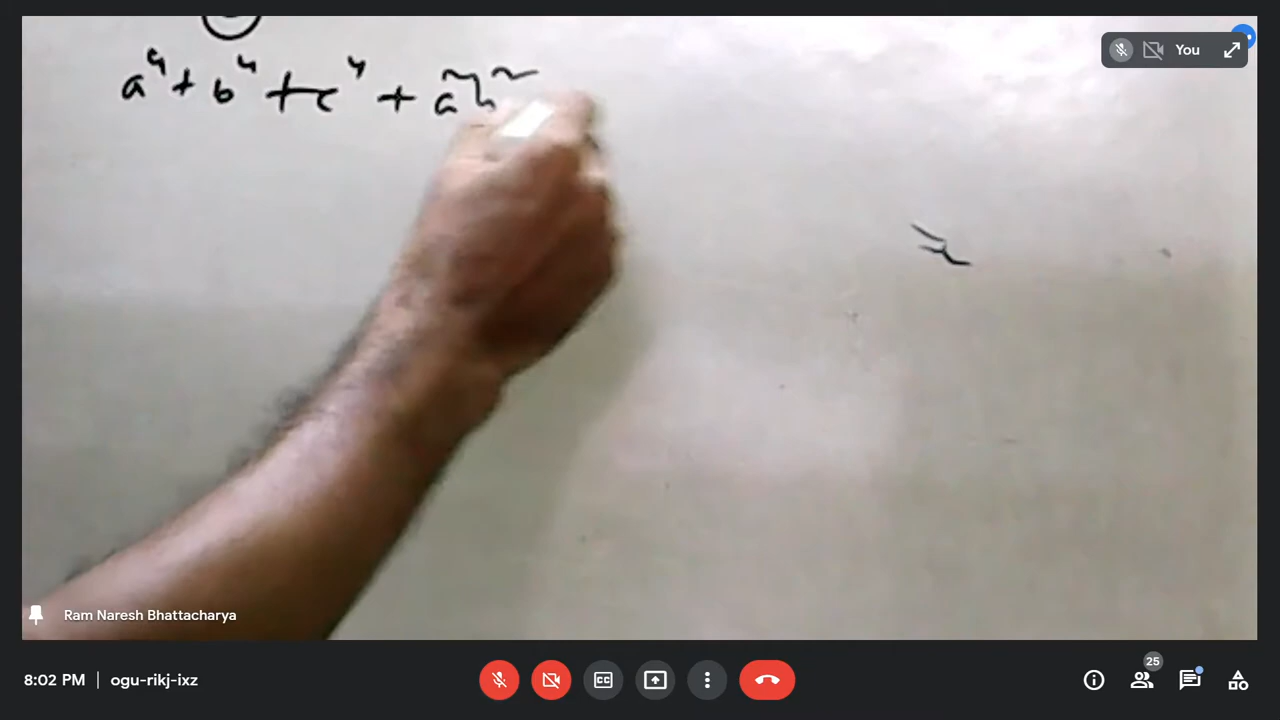 You
a⁴ + b⁴ + c⁴ + a²b²
Ram Naresh Bhattacharya
8:02 PM | ogu-rikj-ixz
25